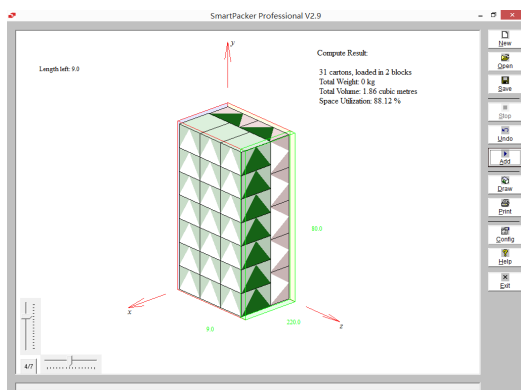 SmartPacker Professional V2.9
New
Open
Save
Stop
Undo
Add
Draw
Print
Config
Help
Exit
Length left: 9.0
Compute Result:
31 cartons, loaded in 2 blocks
Total Weight: 0 kg
Total Volume: 1.86 cubic metres
Space Utilization: 88.12 %
y
x
z
9.0
220.0
4/7